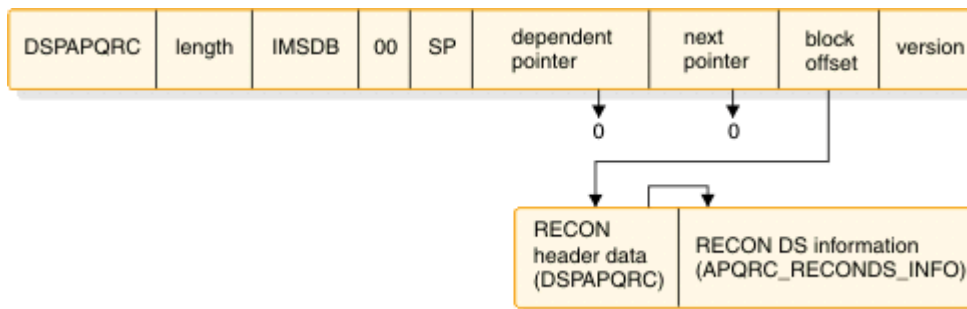 DSPAPQRC length IMSDB 00 SP dependent next block version
pointer pointer offset
0 0
RECON
header data
(DSPAPQRC)
RECON DS information
(APQRC_RECONDS_INFO)